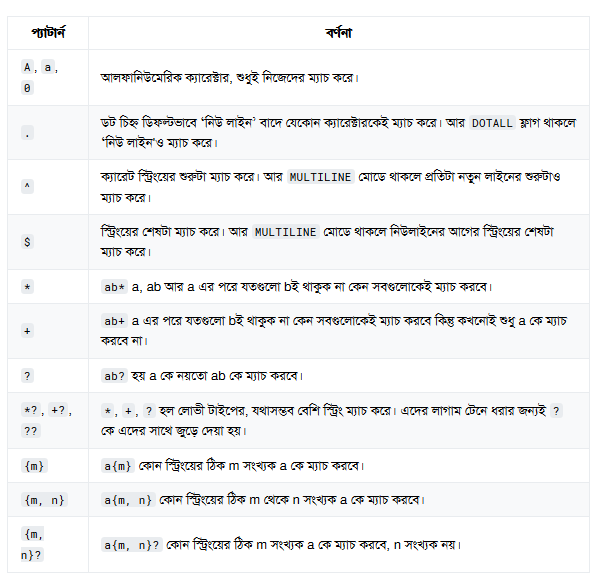 প্যাটার্ন বর্ণনা
A, a,
0
আলফানিউমেরিক ক্যারেক্টার, শুধুই নিজেদের ম্যাচ করে।
.
ডট চিহ্ন ডিফল্টভাবে ‘নিউ লাইন’ বাদে যেকোন ক্যারেক্টারকেই ম্যাচ করে। আর DOTALL ফ্লাগ থাকলে
‘নিউ লাইন’ও ম্যাচ করে।
^
ক্যারেট স্ট্রিংয়ের শুরুটা ম্যাচ করে। আর MULTILINE মোডে থাকলে প্রতিটা নতুন লাইনের শুরুটাও
ম্যাচ করে।
$
স্ট্রিংয়ের শেষটা ম্যাচ করে। আর MULTILINE মোডে থাকলে নিউলাইনের আগের স্ট্রিংয়ের শেষটা
ম্যাচ করে।
*
ab* a, ab আর a এর পরে যতগুলো bই থাকুক না কেন সবগুলোকেই ম্যাচ করবে।
+
ab+ a এর পরে যতগুলো bই থাকুক না কেন সবগুলোকেই ম্যাচ করবে কিন্তু কখনোই শুধু a কে ম্যাচ
করবে না।
?
ab? হয় a কে নয়তো ab কে ম্যাচ করবে।
*?, +?,
??
*, +, ? হল লোভী টাইপের, যথাসম্ভব বেশি স্ট্রিং ম্যাচ করে। এদের লাগাম টেনে ধরার জন্যই ?
কে এদের সাথে জুড়ে দেয়া হয়।
{m}
a{m} কোন স্ট্রিংয়ের ঠিক m সংখ্যক a কে ম্যাচ করবে।
{m, n}
a{m, n} কোন স্ট্রিংয়ের ঠিক m থেকে n সংখ্যক a কে ম্যাচ করবে।
{m,
n}?
a{m, n}? কোন স্ট্রিংয়ের ঠিক m সংখ্যক a কে ম্যাচ করবে, n সংখ্যক নয়।